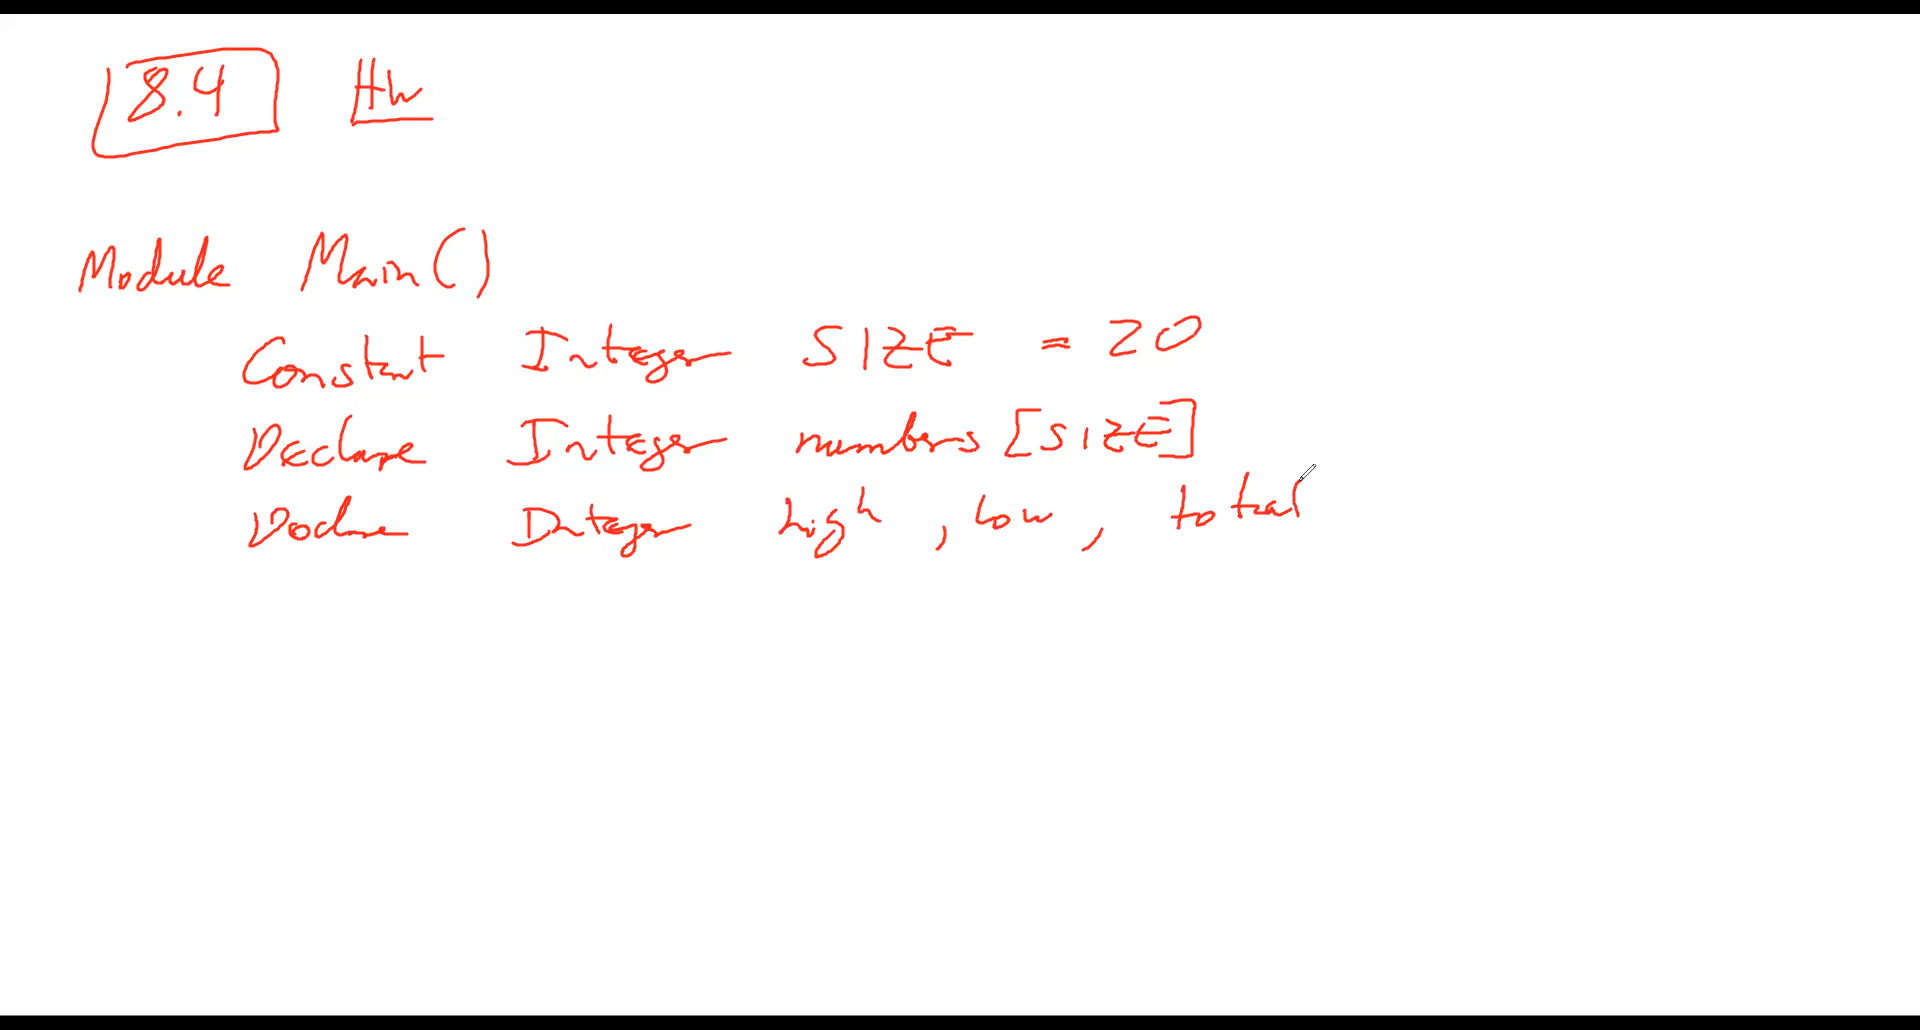 8.4 HW
Module Main()
Constant Integer SIZE = 20
Declare Integer numbers [SIZE]
Declare Integer high, low, total